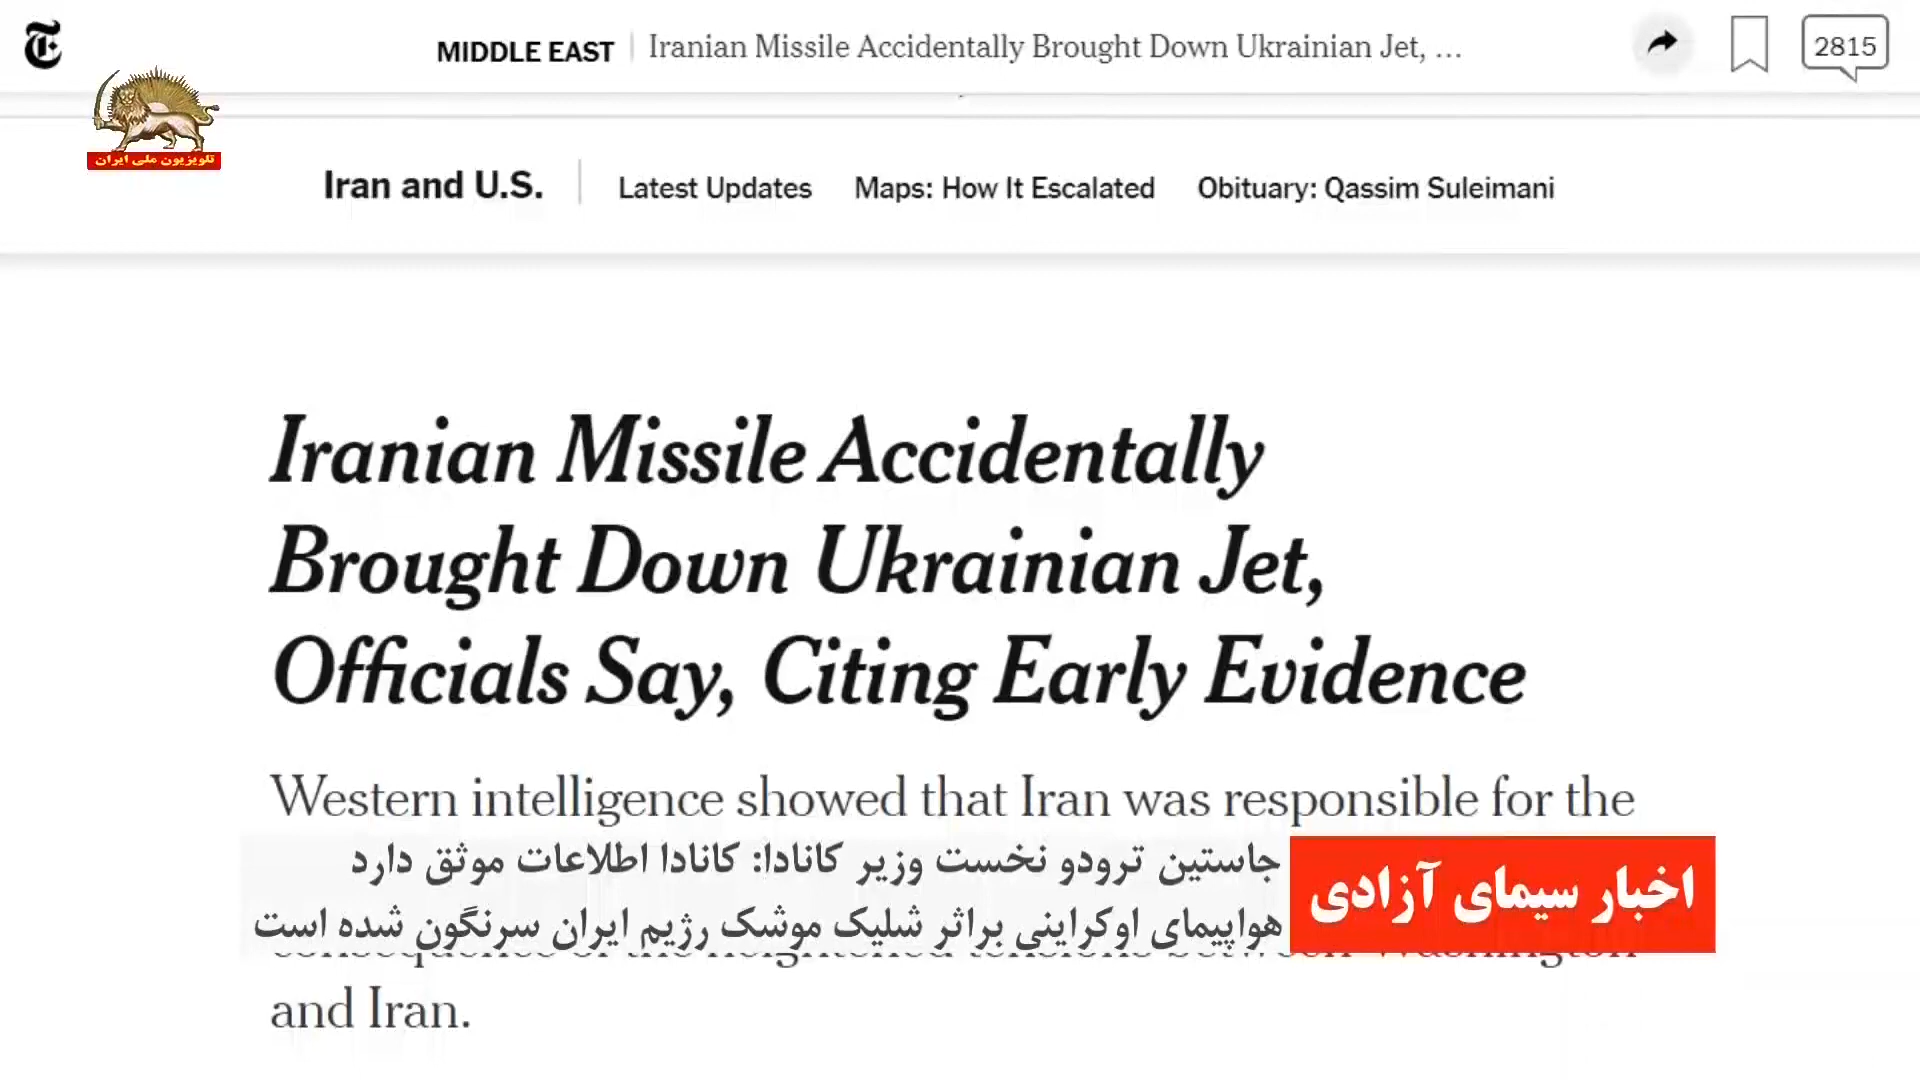 MIDDLE EAST | Iranian Missile Accidentally Brought Down Ukrainian Jet, ...
2815
تلویزیون ملی ایران
Iran and U.S. | Latest Updates Maps: How It Escalated Obituary: Qassim Suleimani
Iranian Missile Accidentally
Brought Down Ukrainian Jet,
Officials Say, Citing Early Evidence
Western intelligence showed that Iran was responsible for the
جاستین ترودو نخست وزیر کانادا: کانادا اطلاعات موثق دارد
هواپیمای اوکراینی براثر شلیک موشک رژیم ایران سرنگون شده است
اخبار سیمای آزادی
and Iran.